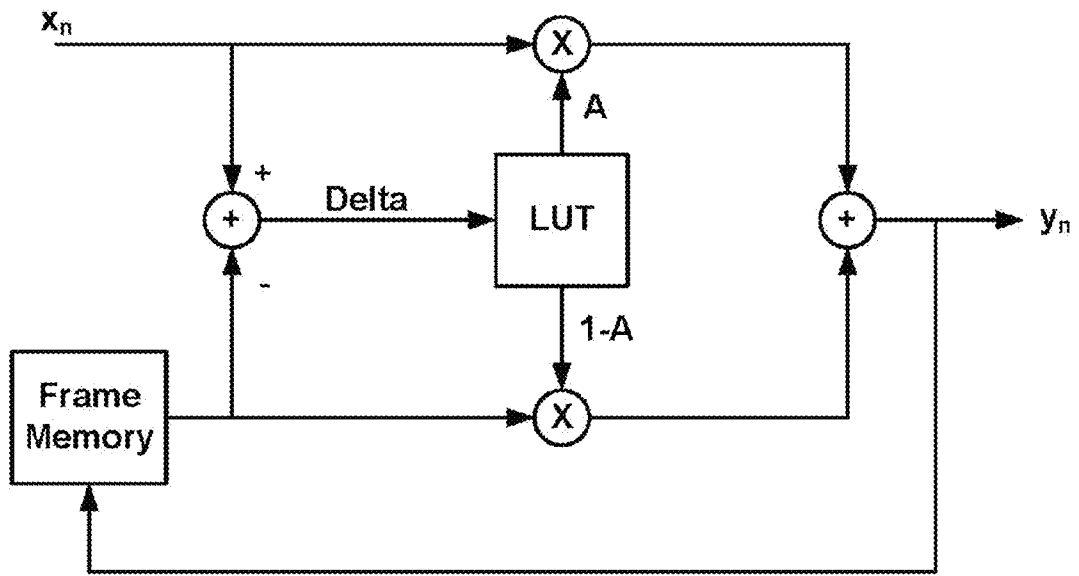 xn
X
A
+
+
Delta
LUT
+
yn
-
1-A
Frame
Memory
X